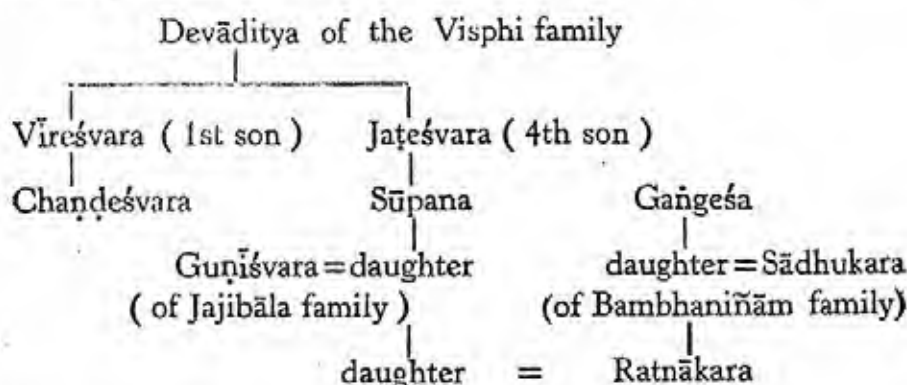 Devāditya of the Visphi family
Vīreśvara ( 1st son ) Jaṭeśvara ( 4th son )
Chaṇḍeśvara Sūpana Gaṅgeśa
Guṇīśvara = daughter daughter = Sādhukara
( of Jajibāla family ) (of Bambhaniñām family)
daughter = Ratnākara